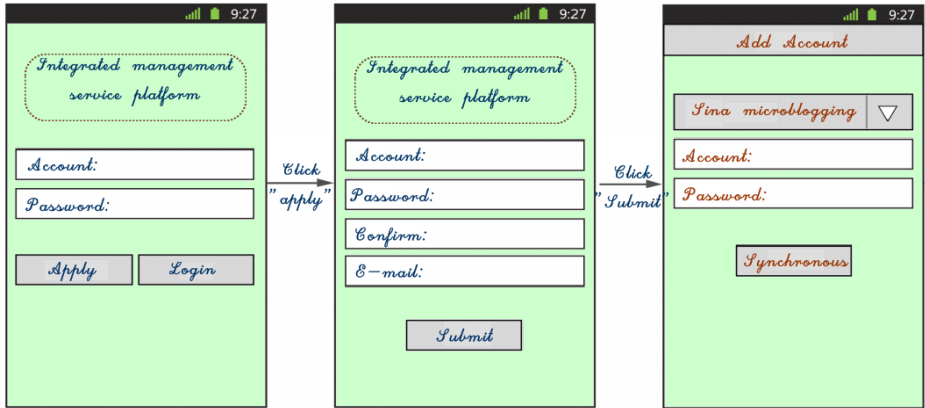 9:27
Integrated management
service platform
Account:
Password:
Apply
Login
Click
"apply"
9:27
Integrated management
service platform
Account:
Password:
Confirm:
E-mail:
Submit
Click
"Submit"
9:27
Add Account
Sina microblogging
Account:
Password:
Synchronous